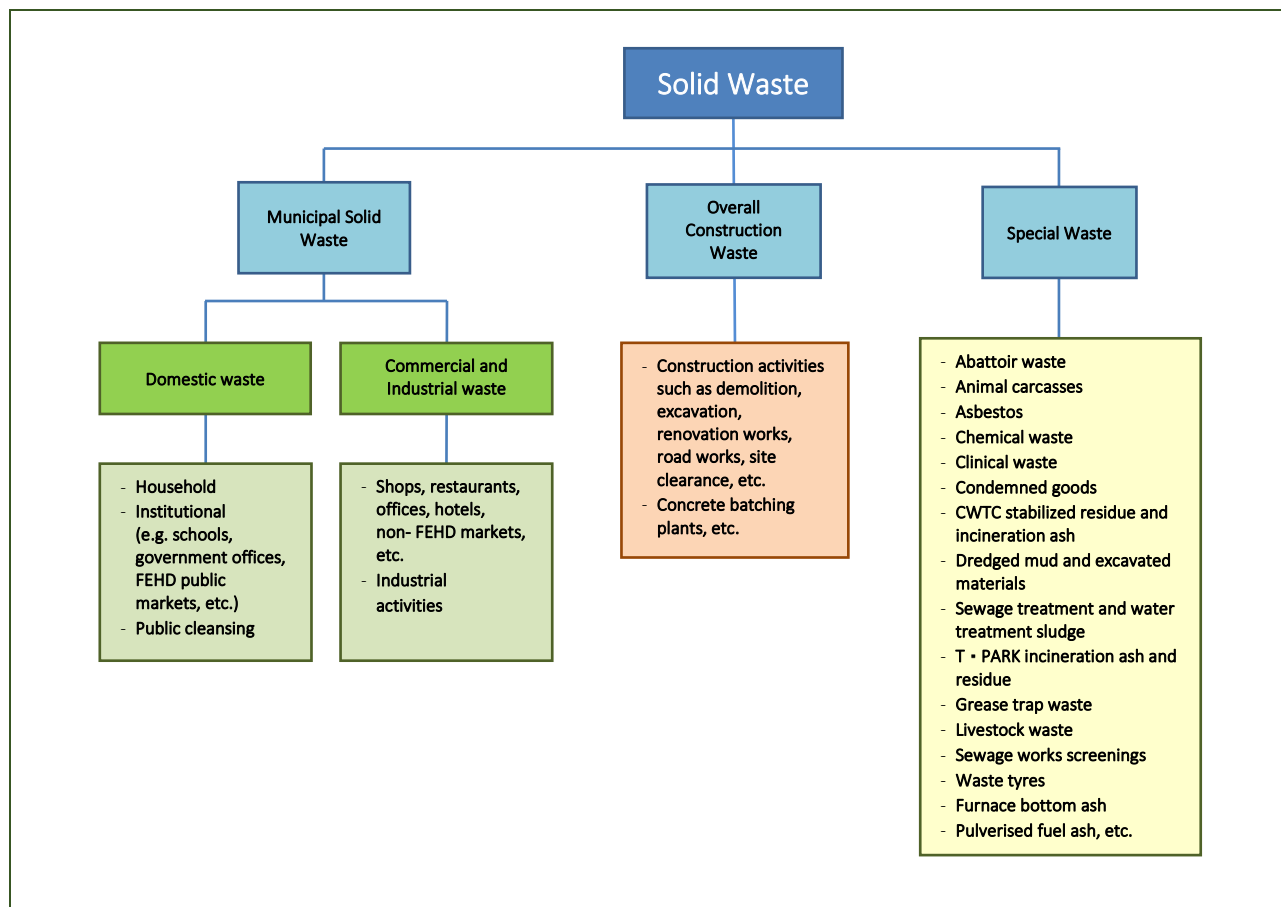 Solid Waste
Municipal Solid
Waste
Overall
Construction
Waste
Special Waste
Domestic waste
Commercial and
Industrial waste
- Household
- Institutional
(e.g. schools,
government offices,
FEHD public
markets, etc.)
- Public cleansing
- Shops, restaurants,
offices, hotels,
non- FEHD markets,
etc.
- Industrial
activities
- Construction activities
such as demolition,
excavation,
renovation works,
road works, site
clearance, etc.
- Concrete batching
plants, etc.
- Abattoir waste
- Animal carcasses
- Asbestos
- Chemical waste
- Clinical waste
- Condemned goods
- CWTC stabilized residue and
incineration ash
- Dredged mud and excavated
materials
- Sewage treatment and water
treatment sludge
- T・PARK incineration ash and
residue
- Grease trap waste
- Livestock waste
- Sewage works screenings
- Waste tyres
- Furnace bottom ash
- Pulverised fuel ash, etc.